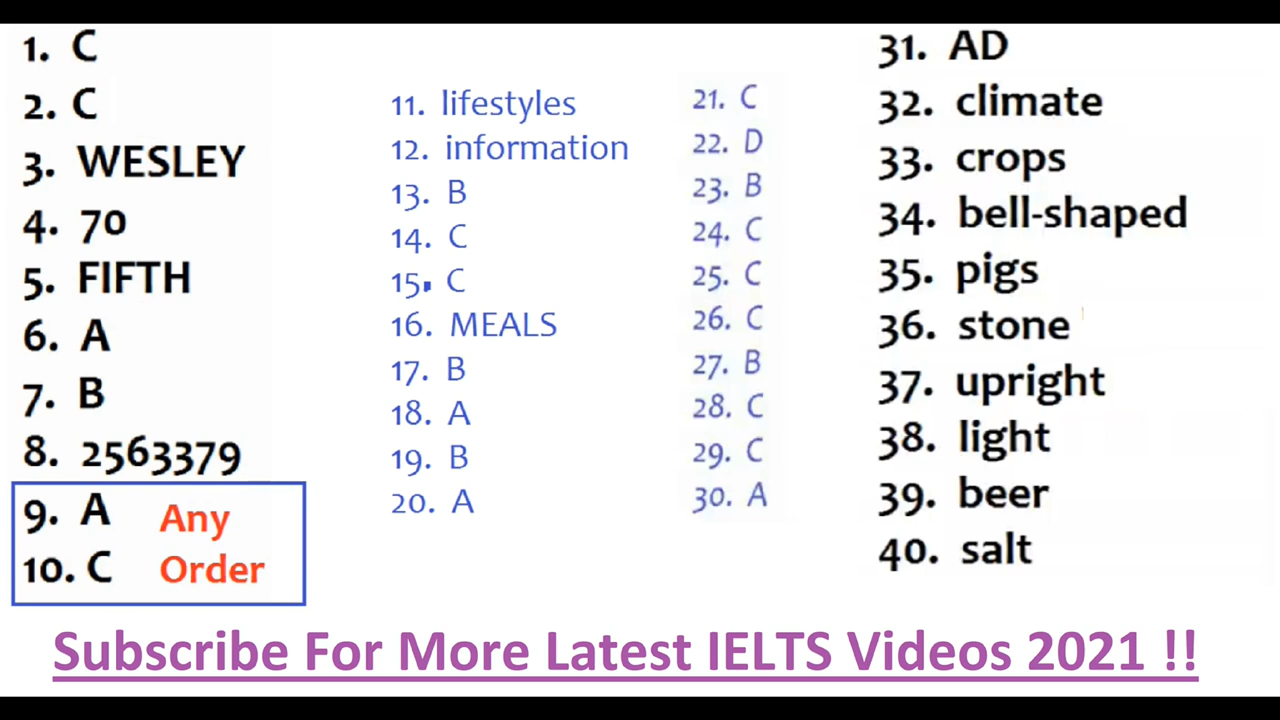 1. C
2. C
3. WESLEY
4. 70
5. FIFTH
6. A
7. B
8. 2563379
9. A
10. C
Any
Order
11. lifestyles
12. information
13. B
14. C
15. C
16. MEALS
17. B
18. A
19. B
20. A
21. C
22. D
23. B
24. C
25. C
26. C
27. B
28. C
29. C
30. A
31. AD
32. climate
33. crops
34. bell-shaped
35. pigs
36. stone
37. upright
38. light
39. beer
40. salt
Subscribe For More Latest IELTS Videos 2021 !!